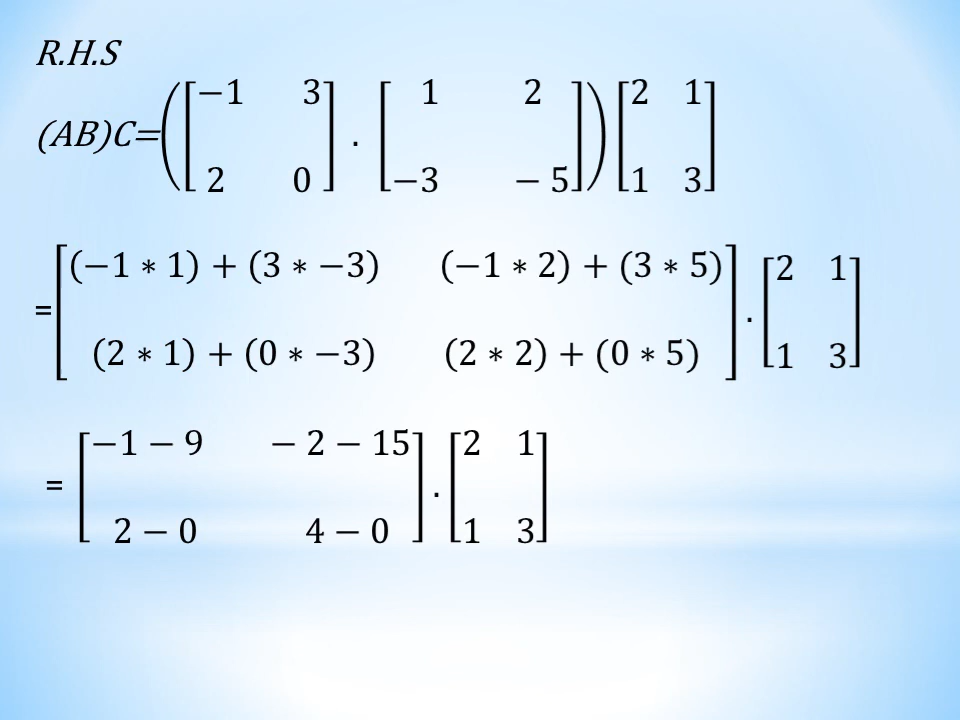 R.H.S
(AB)C=([−1 3
2 0] . [1 2
−3 −5])[2 1
1 3]
=[(−1 ∗ 1) + (3 ∗ −3) (−1 ∗ 2) + (3 ∗ 5)
(2 ∗ 1) + (0 ∗ −3) (2 ∗ 2) + (0 ∗ 5)] . [2 1
1 3]
= [−1 − 9 − 2 − 15
2 − 0 4 − 0] . [2 1
1 3]